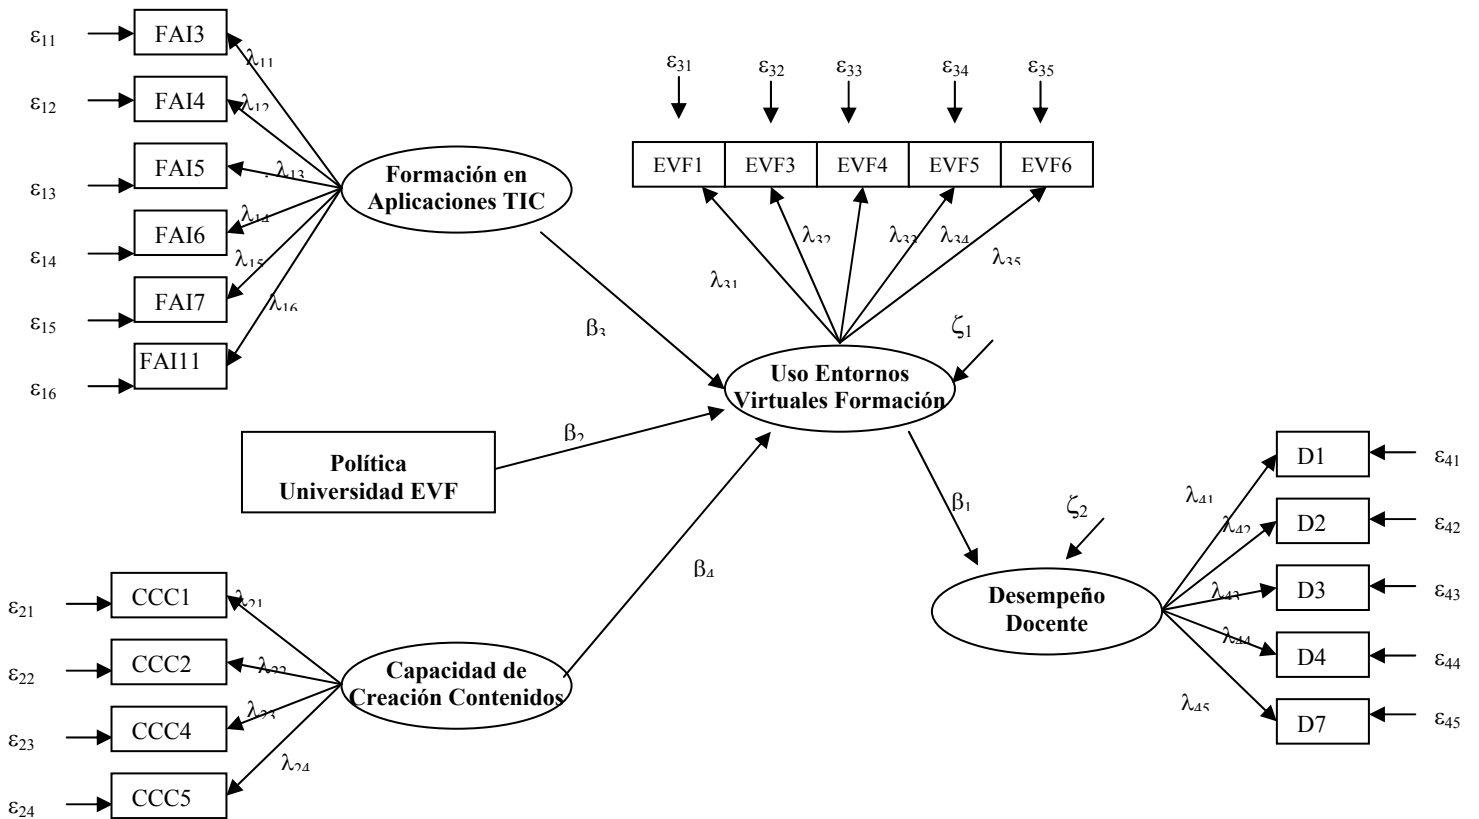 ε11
FAI3
λ11
ε12
FAI4
λ12
ε13
FAI5
λ13
ε14
FAI6
λ14
ε15
FAI7
λ15
ε16
FAI11
λ16
Formación en
Aplicaciones TIC
ε31
ε32
ε33
ε34
ε35
EVF1
EVF3
EVF4
EVF5
EVF6
λ31
λ32
λ33
λ34
λ35
β3
ζ1
Uso Entornos
Virtuales Formación
β2
Política
Universidad EVF
β1
ζ2
β4
Desempeño
Docente
λ41
D1
ε41
λ42
D2
ε42
λ43
D3
ε43
λ44
D4
ε44
λ45
D7
ε45
ε21
CCC1
λ21
ε22
CCC2
λ22
ε23
CCC4
λ23
ε24
CCC5
λ24
Capacidad de
Creación Contenidos